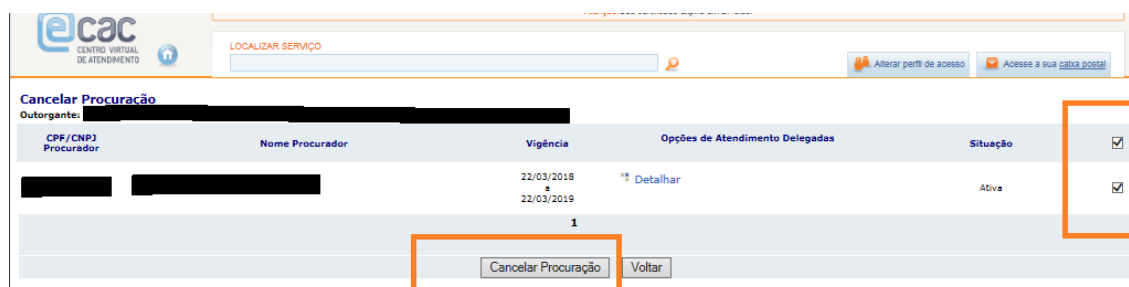 ecac
CENTRO VIRTUAL
DE ATENDIMENTO
LOCALIZAR SERVIÇO
Alterar perfil de acesso
Acesse a sua caixa postal
Cancelar Procuração
Outorgante:
CPF/CNPJ
Procurador
Nome Procurador
Vigência
Opções de Atendimento Delegadas
Situação
22/03/2018
a
22/03/2019
Detalhar
Ativa
1
Cancelar Procuração
Voltar